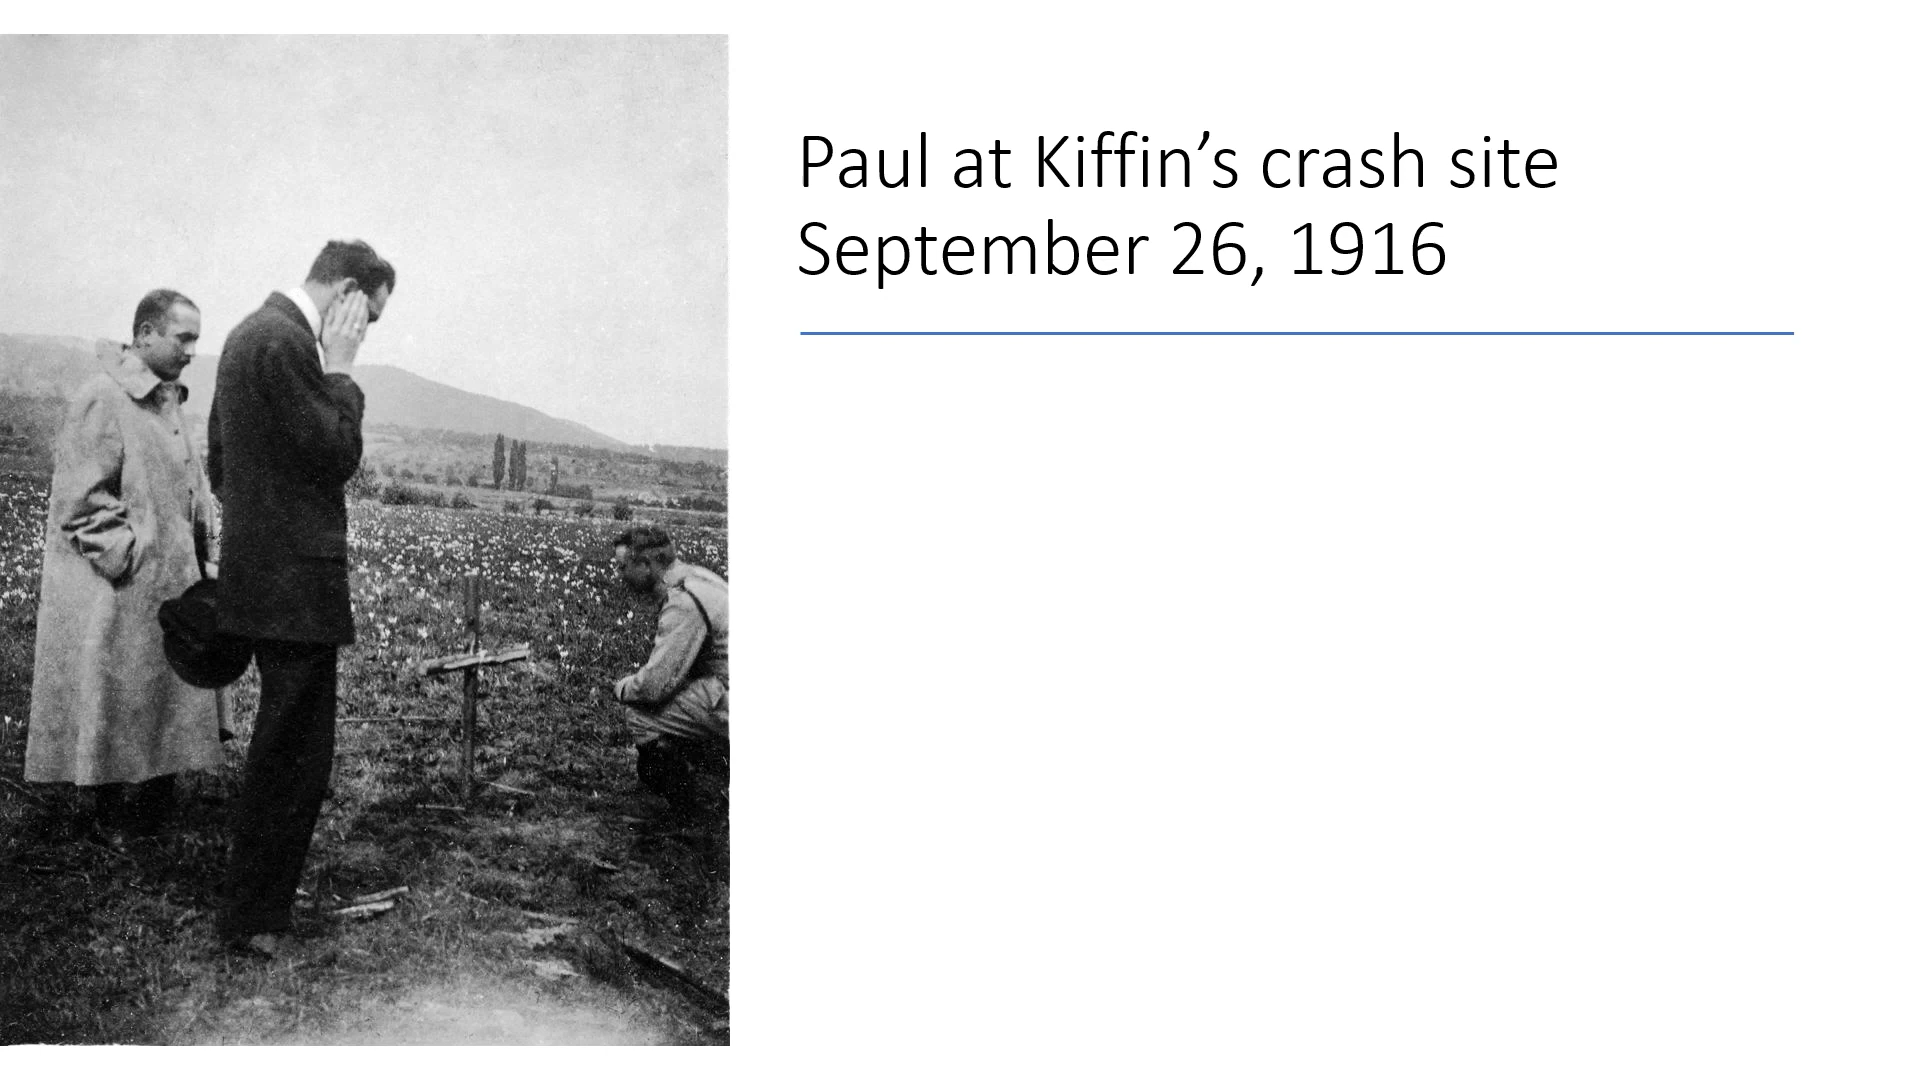 Paul at Kiffin’s crash site
September 26, 1916